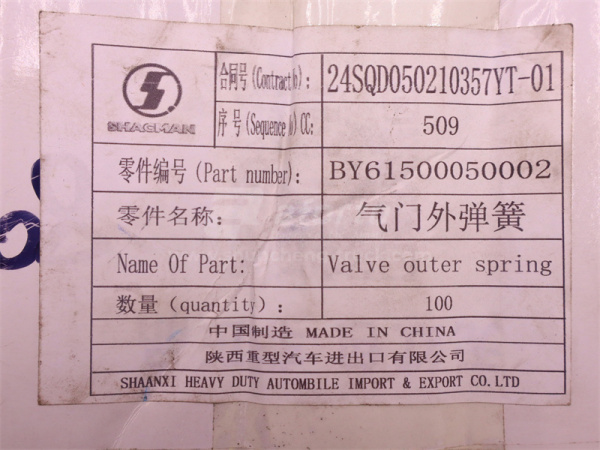 SHACMAN
合同号(Contract No): 24SQD050210357YT-01
序号(Sequence No)CC: 509
零件编号(Part number): BY61500050002
零件名称: 气门外弹簧
Name Of Part: Valve outer spring
数量(quantity): 100
中国制造 MADE IN CHINA
陕西重型汽车进出口有限公司
SHAANXI HEAVY DUTY AUTOMBILE IMPORT & EXPORT CO.LTD